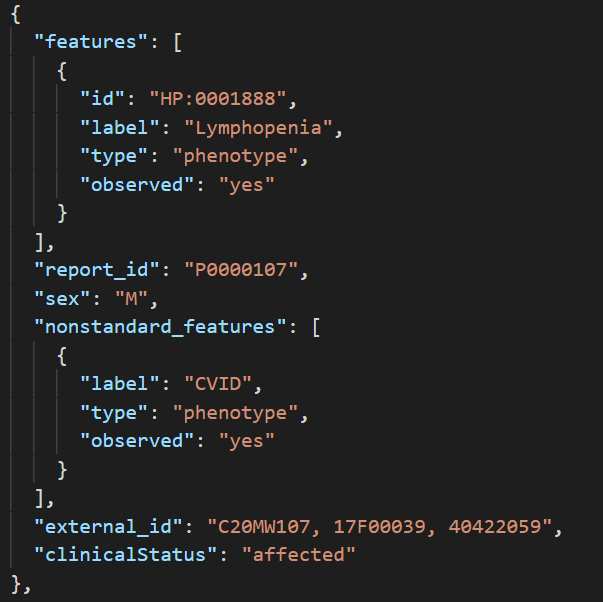 {
"features": [
{
"id": "HP:0001888",
"label": "Lymphopenia",
"type": "phenotype",
"observed": "yes"
}
],
"report_id": "P0000107",
"sex": "M",
"nonstandard_features": [
{
"label": "CVID",
"type": "phenotype",
"observed": "yes"
}
],
"external_id": "C20MW107, 17F00039, 40422059",
"clinicalStatus": "affected"
},